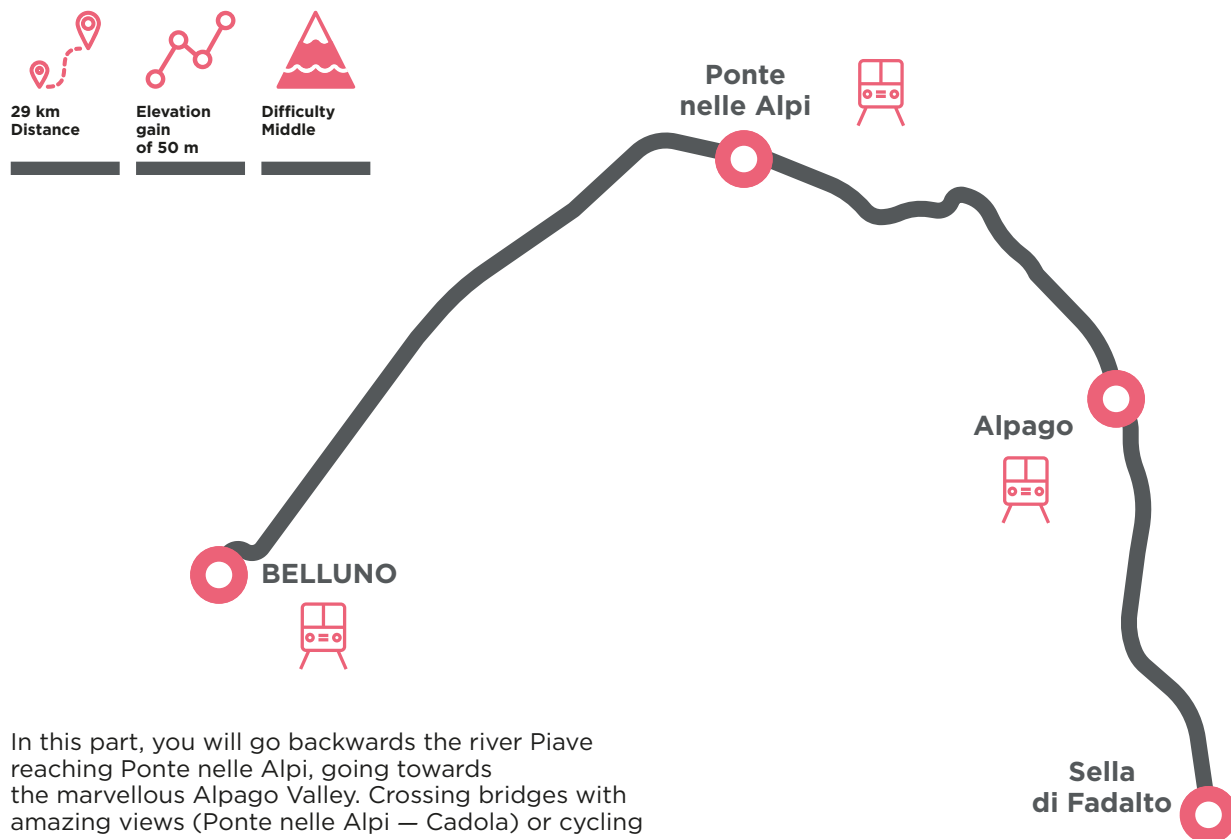 29 km
Distance
Elevation
gain
of 50 m
Difficulty
Middle
Ponte
nelle Alpi
Alpago
BELLUNO
Sella
di Fadalto
In this part, you will go backwards the river Piave
reaching Ponte nelle Alpi, going towards
the marvellous Alpago Valley. Crossing bridges with
amazing views (Ponte nelle Alpi — Cadola) or cycling